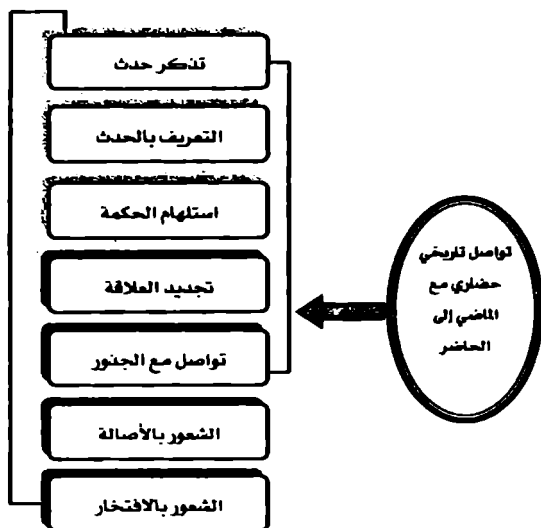 تذكر حدث
التعريف بالحدث
استلهام الحكمة
تجديد العلاقة
تواصل مع الجذور
الشعور بالأصالة
الشعور بالافتخار
تواصل تاريخي
حضاري مع
الماضي إلى
الحاضر